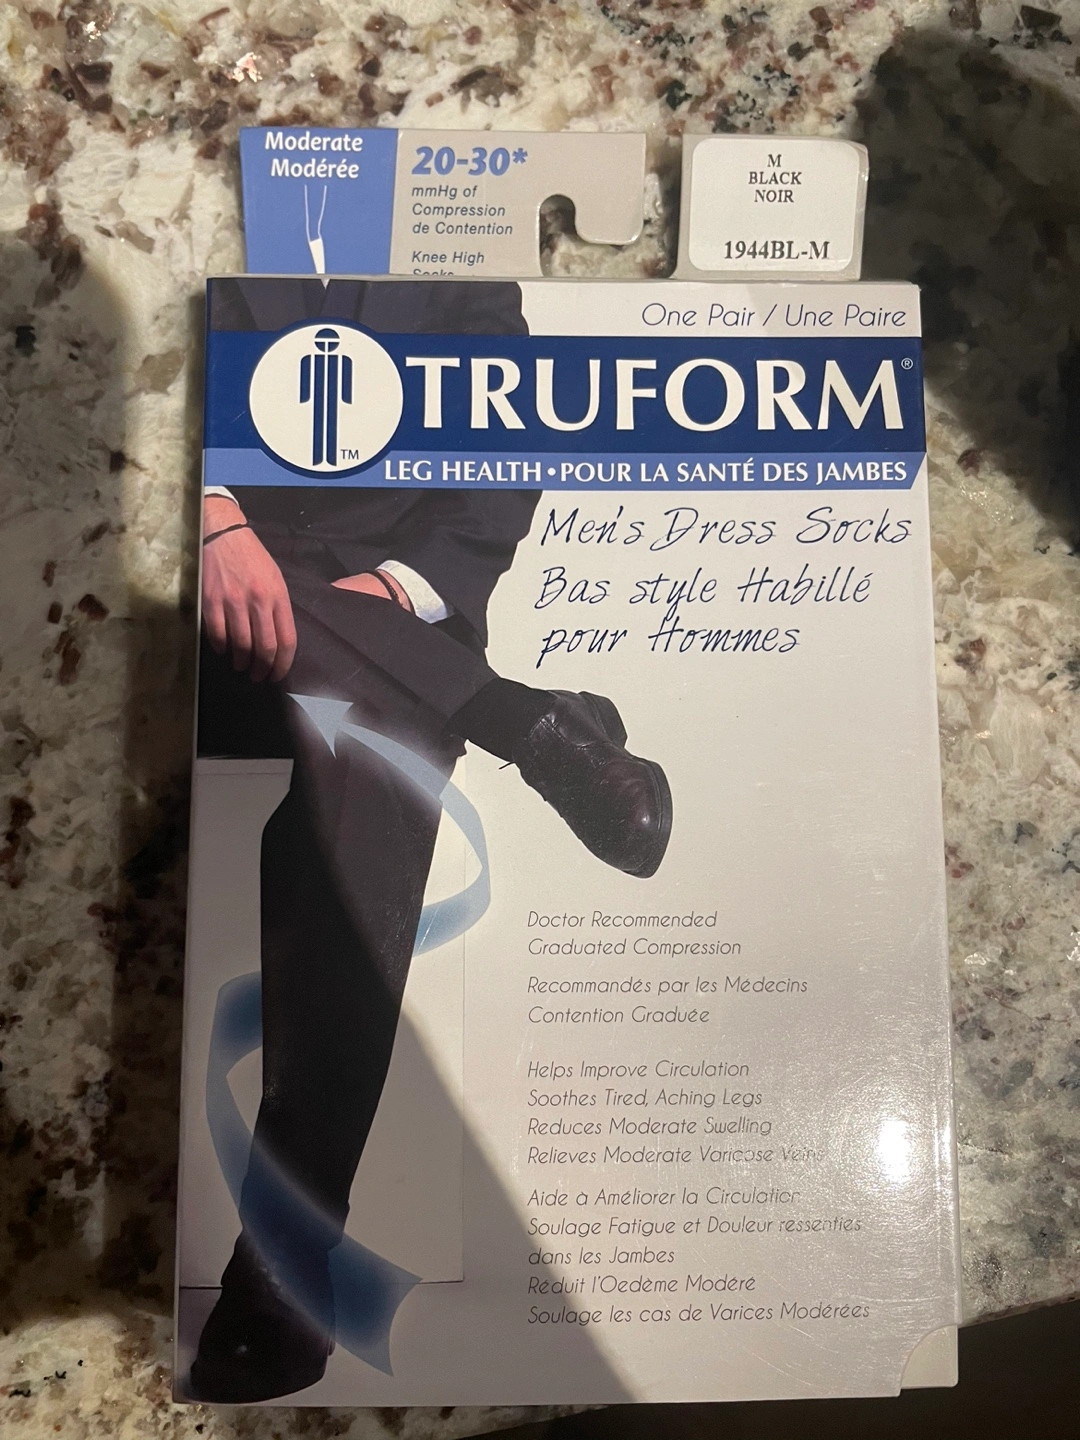 Moderate
Modérée
20-30*
mmHg of
Compression
de Contention
Knee High
Socks
M
BLACK
NOIR
1944BL-M
One Pair / Une Paire
TRUFORM®
TM
LEG HEALTH • POUR LA SANTÉ DES JAMBES
Men's Dress Socks
Bas style Habillé
pour Hommes
Doctor Recommended
Graduated Compression
Recommandés par les Médecins
Contention Graduée
Helps Improve Circulation
Soothes Tired, Aching Legs
Reduces Moderate Swelling
Relieves Moderate Varicose Veins
Aide à Améliorer la Circulation
Soulage Fatigue et Douleur ressenties
dans les Jambes
Réduit l'Oedème Modéré
Soulage les cas de Varices Modérées